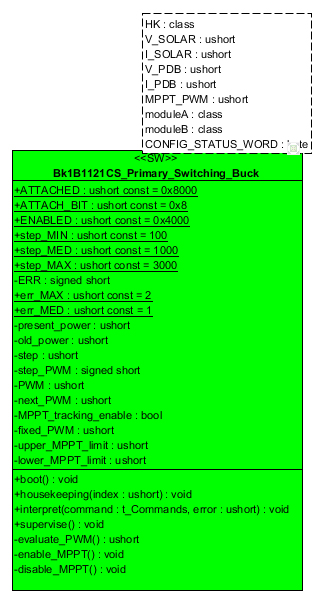 HK : class
V_SOLAR : ushort
I_SOLAR : ushort
V_PDB : ushort
I_PDB : ushort
MPPT_PWM : ushort
moduleA : class
moduleB : class
CONFIG_STATUS_WORD :
<<SW>>
Bk1B1121CS_Primary_Switching_Buck
+ATTACHED : ushort const = 0x8000
+ATTACH_BIT : ushort const = 0x8
+ENABLED : ushort const = 0x4000
+step_MIN : ushort const = 100
+step_MED : ushort const = 1000
+step_MAX : ushort const = 3000
-ERR : signed short
+err_MAX : ushort const = 2
+err_MED : ushort const = 1
-present_power : ushort
-old_power : ushort
-step : ushort
-step_PWM : signed short
-PWM : ushort
-next_PWM : ushort
-MPPT_tracking_enable : bool
-fixed_PWM : ushort
-upper_MPPT_limit : ushort
-lower_MPPT_limit : ushort
+boot() : void
+housekeeping(index : ushort) : void
+interpret(command : t_Commands, error : ushort) : void
+supervise() : void
-evaluate_PWM() : ushort
-enable_MPPT() : void
-disable_MPPT() : void